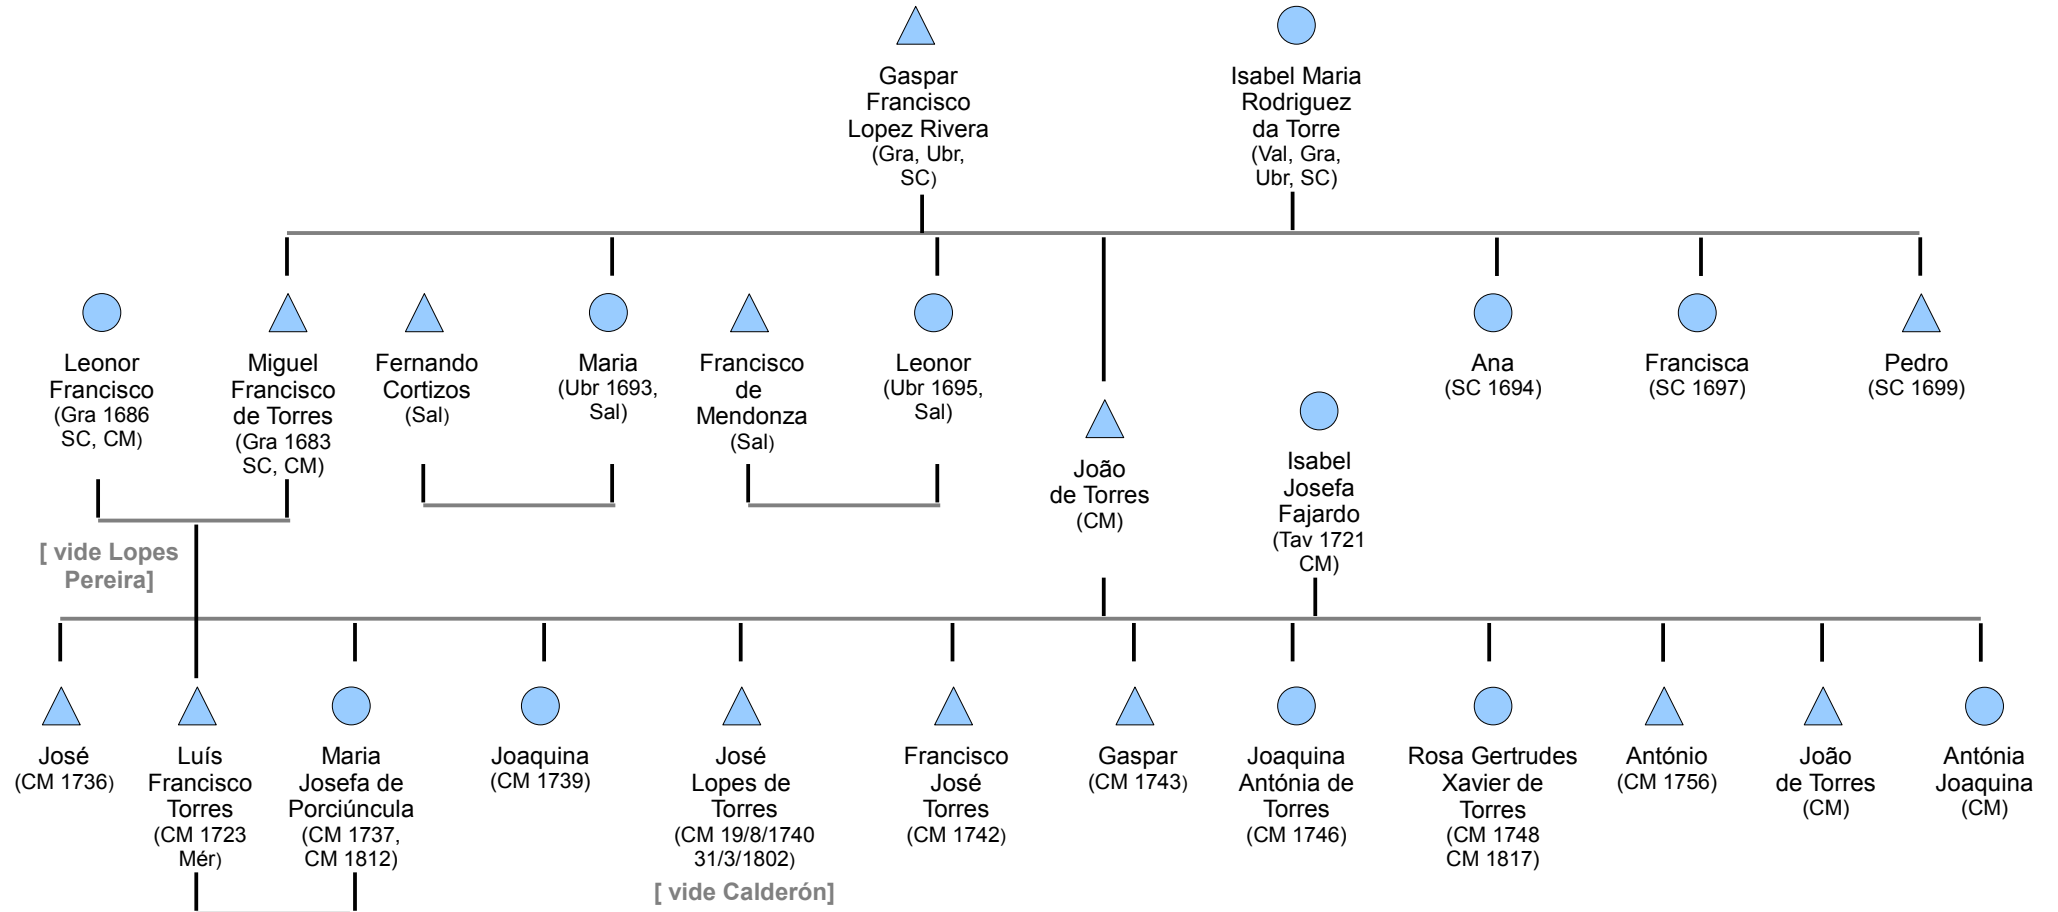 Gaspar
Francisco
Lopez Rivera
(Gra, Ubr,
SC)
Isabel Maria
Rodriguez
da Torre
(Val, Gra,
Ubr, SC)
Leonor
Francisco
(Gra 1686
SC, CM)
Miguel
Francisco
de Torres
(Gra 1683
SC, CM)
Fernando
Cortizos
(Sal)
Maria
(Ubr 1693,
Sal)
Francisco
de
Mendonza
(Sal)
Leonor
(Ubr 1695,
Sal)
João
de Torres
(CM)
Isabel
Josefa
Fajardo
(Tav 1721
CM)
Ana
(SC 1694)
Francisca
(SC 1697)
Pedro
(SC 1699)
[ vide Lopes
Pereira]
José
(CM 1736)
Luís
Francisco
Torres
(CM 1723
Mér)
Maria
Josefa de
Porciúncula
(CM 1737,
CM 1812)
Joaquina
(CM 1739)
José
Lopes de
Torres
(CM 19/8/1740
31/3/1802)
[ vide Calderón]
Francisco
José
Torres
(CM 1742)
Gaspar
(CM 1743)
Joaquina
Antónia de
Torres
(CM 1746)
Rosa Gertrudes
Xavier de
Torres
(CM 1748
CM 1817)
António
(CM 1756)
João
de Torres
(CM)
Antónia
Joaquina
(CM)